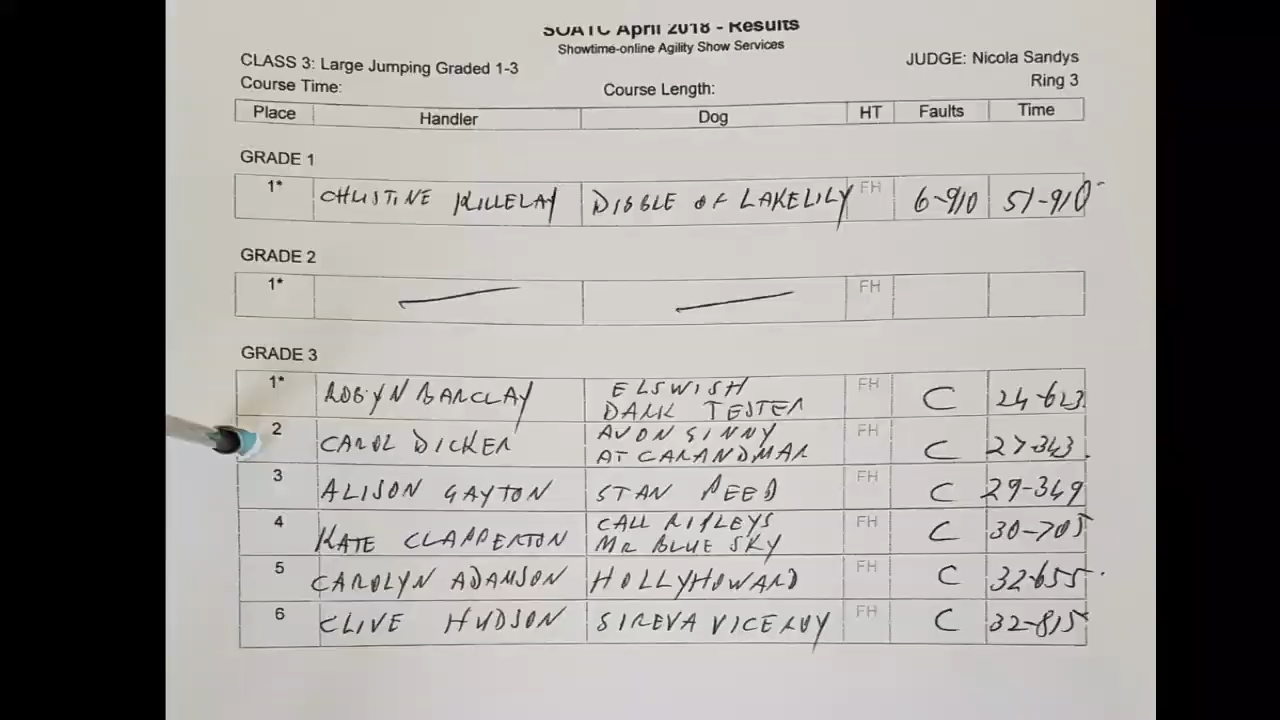 SOATC April 2018 - Results
Showtime-online Agility Show Services
CLASS 3: Large Jumping Graded 1-3
JUDGE: Nicola Sandys
Course Time:
Course Length:
Ring 3
Place Handler Dog HT Faults Time
GRADE 1
1* CHRISTINE KILLELAY DIGGLE OF LAKELILY FH 6-910 51-910
GRADE 2
1* FH
GRADE 3
1* ROBYN BARCLAY ELSWISH DARK TESTER FH C 24-623
2 CAROL DICKER AVON GINNY AT CARANDMAR FH C 27-343
3 ALISON GAYTON STAN REED FH C 29-349
4 KATE CLAPPERTON CALL RIPLEYS MR BLUE SKY FH C 30-705
5 CAROLYN ADAMSON HOLLYHOWARD FH C 32-655
6 CLIVE HUDSON SIREVA VICEROY FH C 32-815